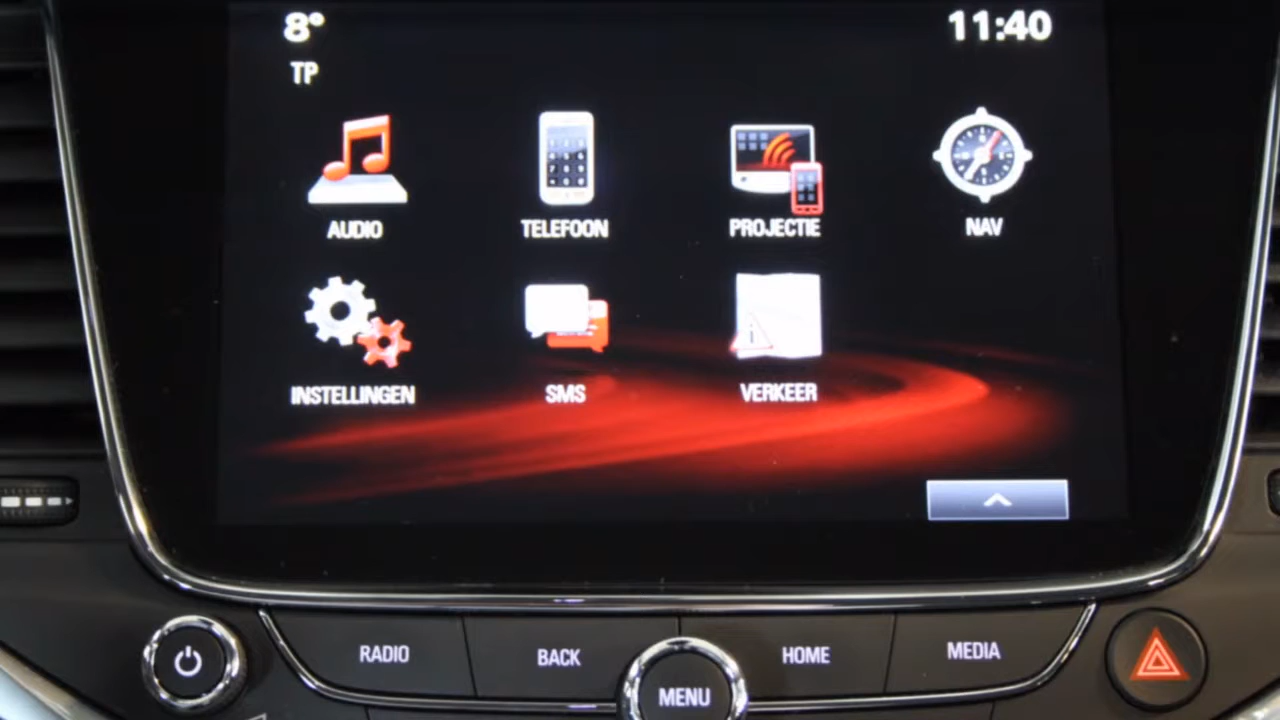 8°
11:40
TP
AUDIO
TELEFOON
PROJECTIE
NAV
INSTELLINGEN
SMS
VERKEER
RADIO
BACK
MENU
HOME
MEDIA